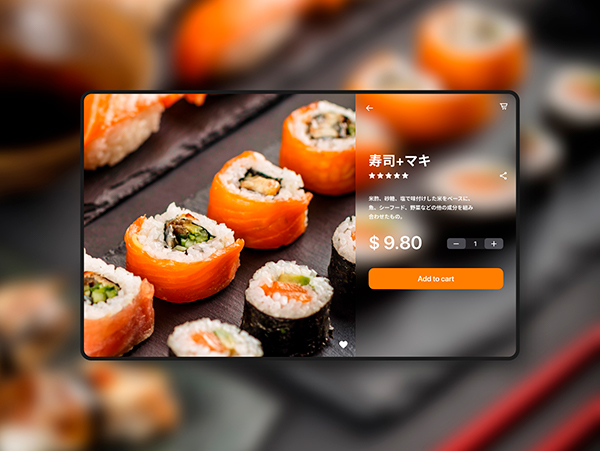 寿司+マキ
米酢、砂糖、塩で味付けした米をベースに、
魚、シーフード、野菜などの他の成分を組み
合わせたもの。
$ 9.80
− 1 +
Add to cart